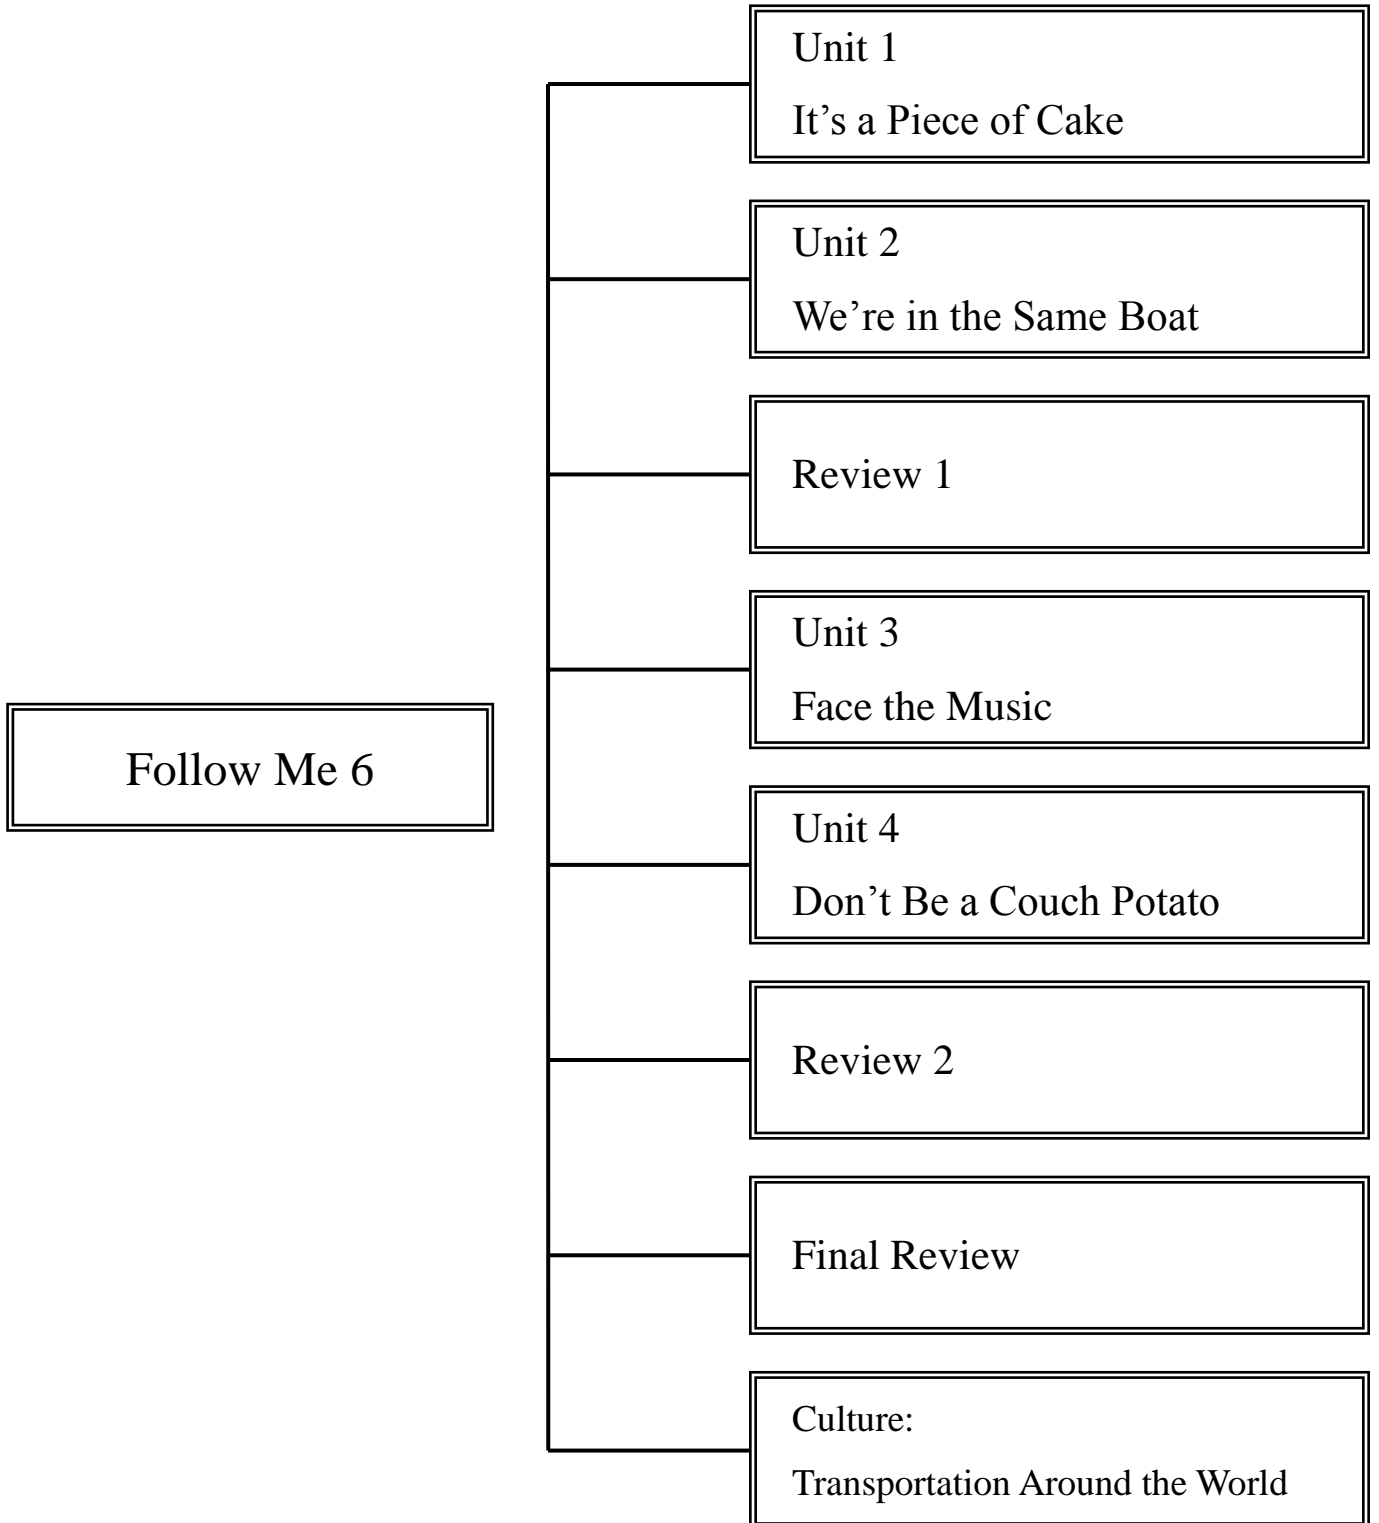 Follow Me 6
Unit 1
It’s a Piece of Cake
Unit 2
We’re in the Same Boat
Review 1
Unit 3
Face the Music
Unit 4
Don’t Be a Couch Potato
Review 2
Final Review
Culture:
Transportation Around the World